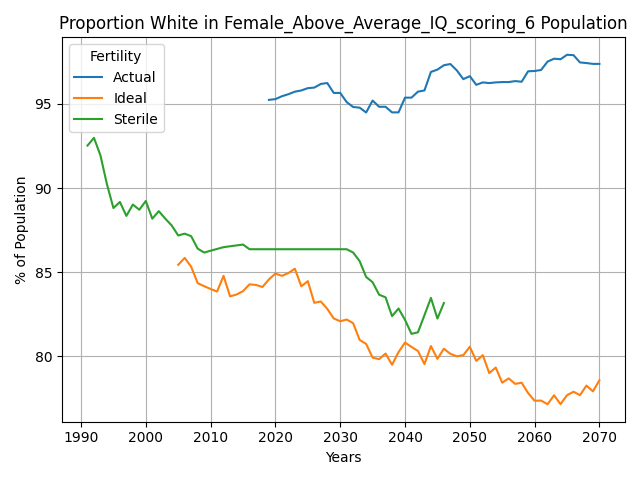 Proportion White in Female_Above_Average_IQ_scoring_6 Population
Fertility
Actual
Ideal
Sterile
95
90
85
80
% of Population
1990 2000 2010 2020 2030 2040 2050 2060 2070
Years